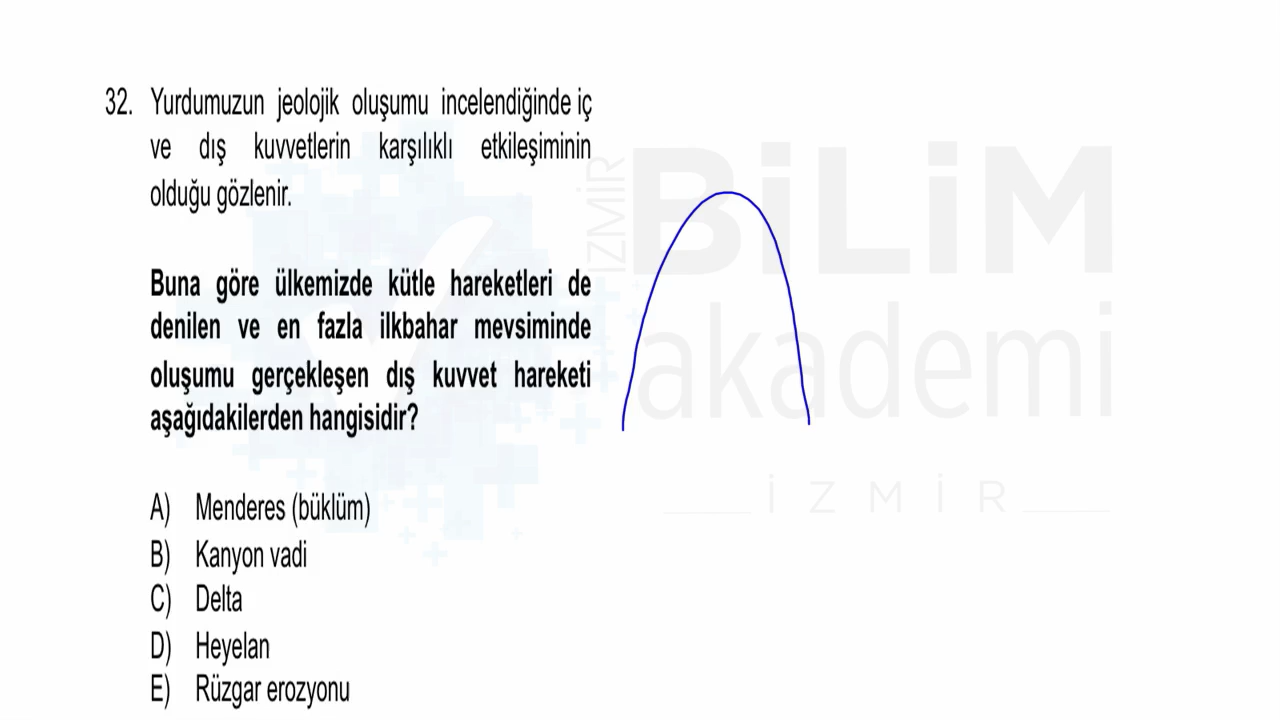 32. Yurdumuzun jeolojik oluşumu incelendiğinde iç
ve dış kuvvetlerin karşılıklı etkileşiminin
olduğu gözlenir.
Buna göre ülkemizde kütle hareketleri de
denilen ve en fazla ilkbahar mevsiminde
oluşumu gerçekleşen dış kuvvet hareketi
aşağıdakilerden hangisidir?
A) Menderes (büklüm)
B) Kanyon vadi
C) Delta
D) Heyelan
E) Rüzgar erozyonu
İZMİR
BiLiM
akademi
İZMİR